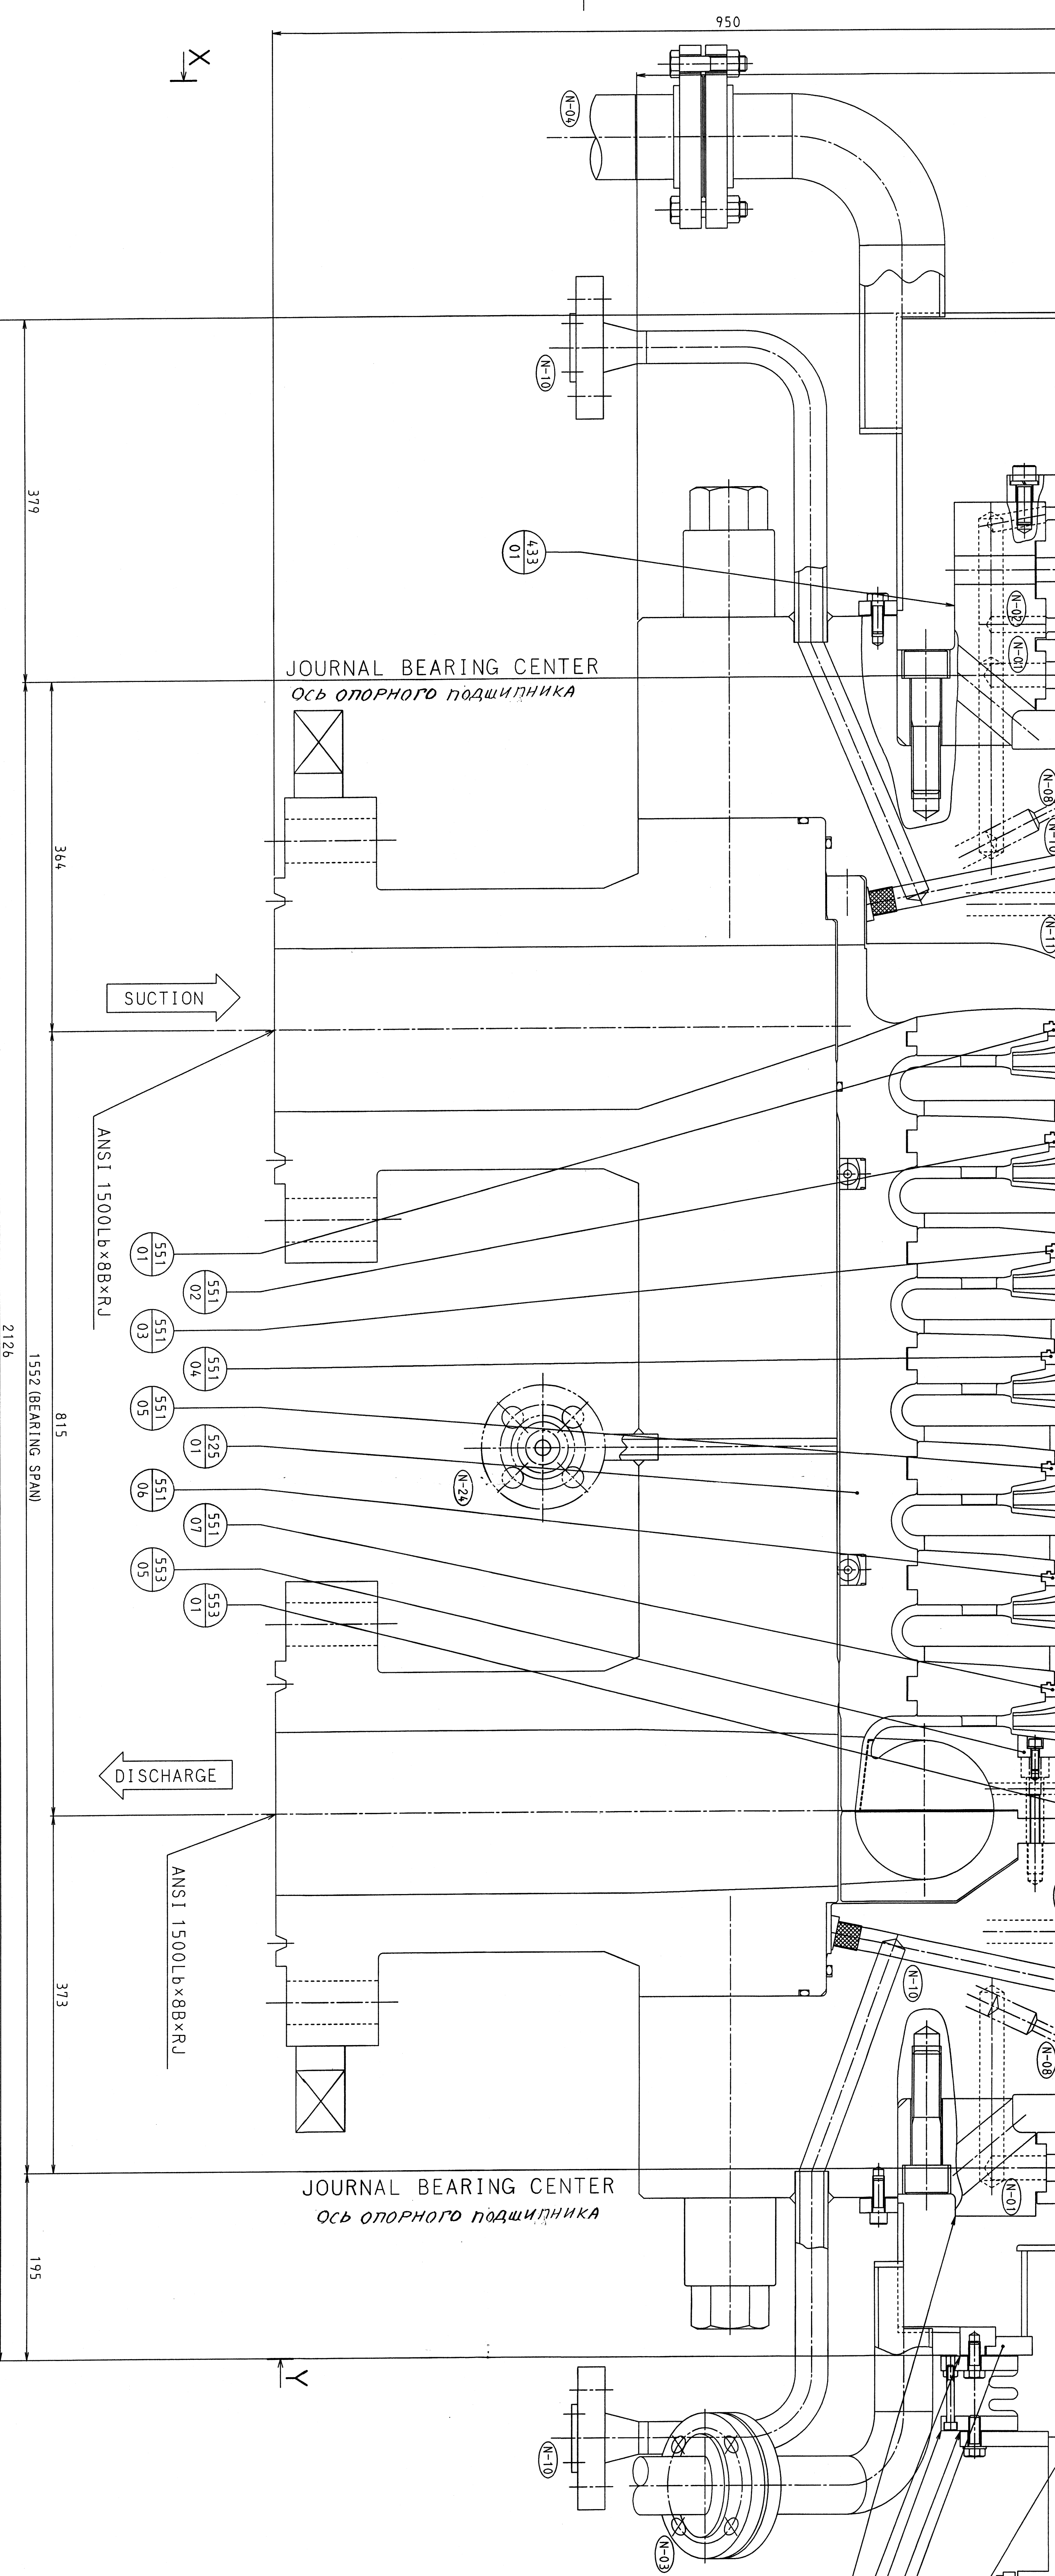 950
X
N-04
N-10
379
433
01
N-02
N-01
JOURNAL BEARING CENTER
ОСЬ ОПОРНОГО ПОДШИПНИКА
N-08
N-10
364
N-11
SUCTION
ANSI 1500Lb×8B×RJ
551
01
551
02
551
03
551
04
551
05
525
01
551
06
551
07
553
05
553
01
2126
1552 (BEARING SPAN)
815
N-24
DISCHARGE
ANSI 1500Lb×8B×RJ
373
N-10
N-08
N-01
JOURNAL BEARING CENTER
ОСЬ ОПОРНОГО ПОДШИПНИКА
195
Y
N-10
N-03